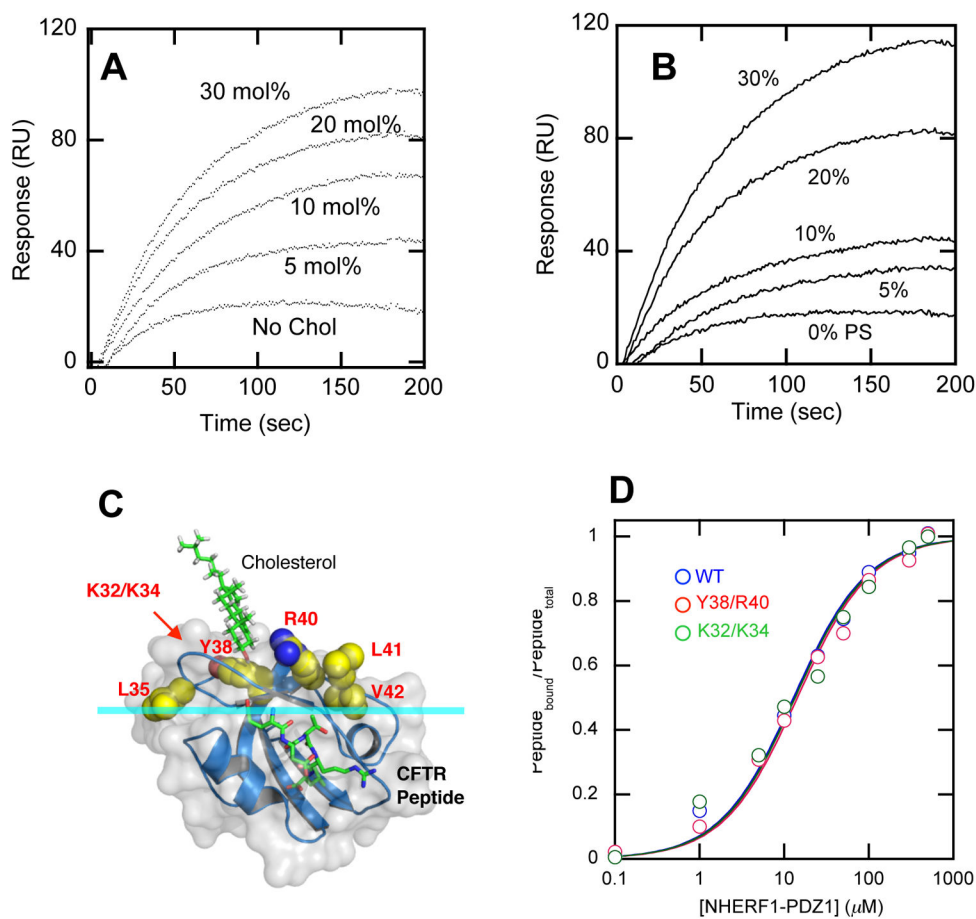 A
120
80
40
0
Response (RU)
30 mol%
20 mol%
10 mol%
5 mol%
No Chol
0
50
100
150
200
Time (sec)
B
120
80
40
0
Response (RU)
30%
20%
10%
5%
0% PS
0
50
100
150
200
Time (sec)
C
Cholesterol
K32/K34
R40
Y38
L41
L35
V42
CFTR
Peptide
D
1
0.8
0.6
0.4
0.2
0
Peptide bound / Peptide total
WT
Y38/R40
K32/K34
0.1
1
10
100
1000
[NHERF1-PDZ1] (μM)